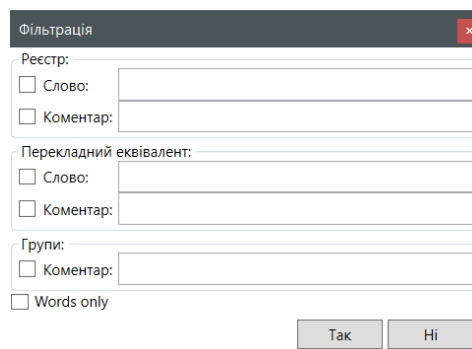 Фільтрація
Реєстр:
Слово:
Коментар:
Перекладний еквівалент:
Слово:
Коментар:
Групи:
Коментар:
Words only
Так Ні